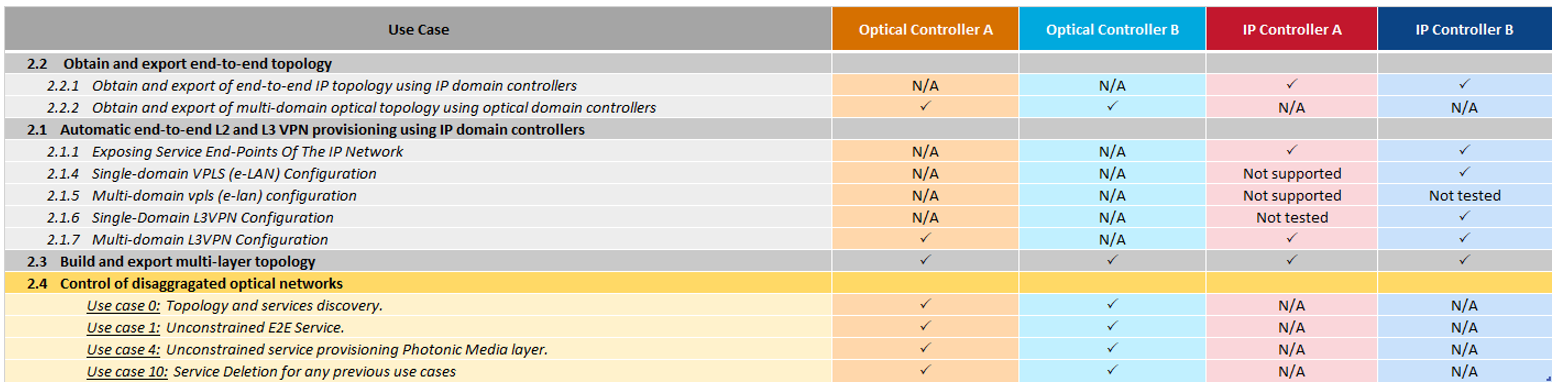 Use Case Optical Controller A Optical Controller B IP Controller A IP Controller B
2.2 Obtain and export end-to-end topology
2.2.1 Obtain and export of end-to-end IP topology using IP domain controllers N/A N/A ✓ ✓
2.2.2 Obtain and export of multi-domain optical topology using optical domain controllers ✓ ✓ N/A N/A
2.1 Automatic end-to-end L2 and L3 VPN provisioning using IP domain controllers
2.1.1 Exposing Service End-Points Of The IP Network N/A N/A ✓ ✓
2.1.4 Single-domain VPLS (e-LAN) Configuration N/A N/A Not supported ✓
2.1.5 Multi-domain vpls (e-lan) configuration N/A N/A Not supported Not tested
2.1.6 Single-Domain L3VPN Configuration N/A N/A Not tested ✓
2.1.7 Multi-domain L3VPN Configuration ✓ N/A ✓ ✓
2.3 Build and export multi-layer topology ✓ ✓ ✓ ✓
2.4 Control of disaggragated optical networks
Use case 0: Topology and services discovery. ✓ ✓ N/A N/A
Use case 1: Unconstrained E2E Service. ✓ ✓ N/A N/A
Use case 4: Unconstrained service provisioning Photonic Media layer. ✓ ✓ N/A N/A
Use case 10: Service Deletion for any previous use cases ✓ ✓ N/A N/A